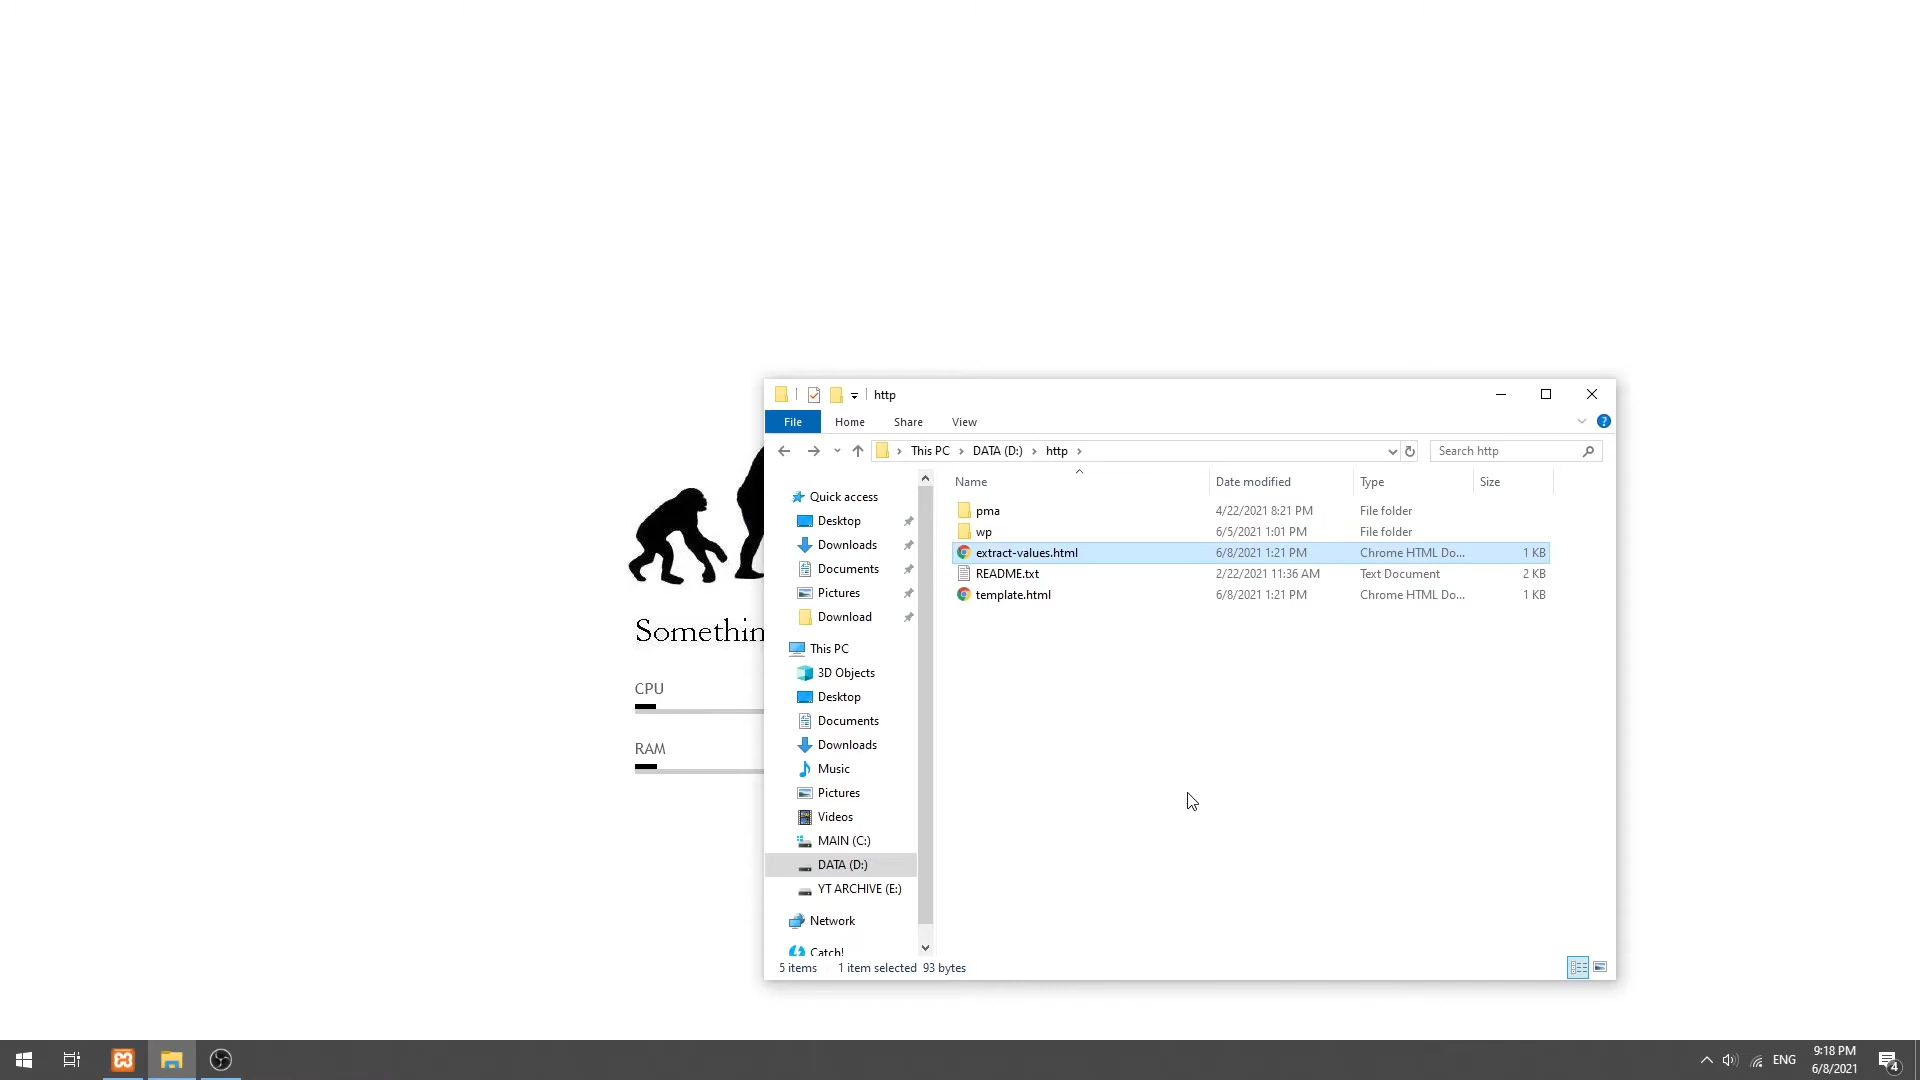 http
File Home Share View
This PC DATA (D:) http
Search http
Name Date modified Type Size
pma 4/22/2021 8:21 PM File folder
wp 6/5/2021 1:01 PM File folder
extract-values.html 6/8/2021 1:21 PM Chrome HTML Do... 1 KB
README.txt 2/22/2021 11:36 AM Text Document 2 KB
template.html 6/8/2021 1:21 PM Chrome HTML Do... 1 KB
Quick access
Desktop
Downloads
Documents
Pictures
Download
This PC
3D Objects
Desktop
Documents
Downloads
Music
Pictures
Videos
MAIN (C:)
DATA (D:)
YT ARCHIVE (E:)
Network
Catch!
5 items 1 item selected 93 bytes
Somethin
CPU
RAM
ENG
9:18 PM
6/8/2021
4